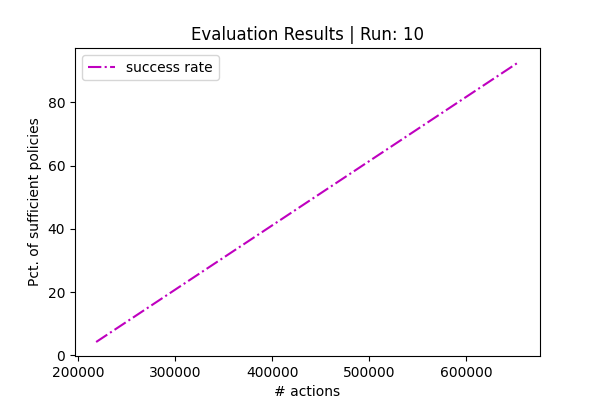 Evaluation Results | Run: 10
success rate
Pct. of sufficient policies
80
60
40
20
0
200000 300000 400000 500000 600000
# actions